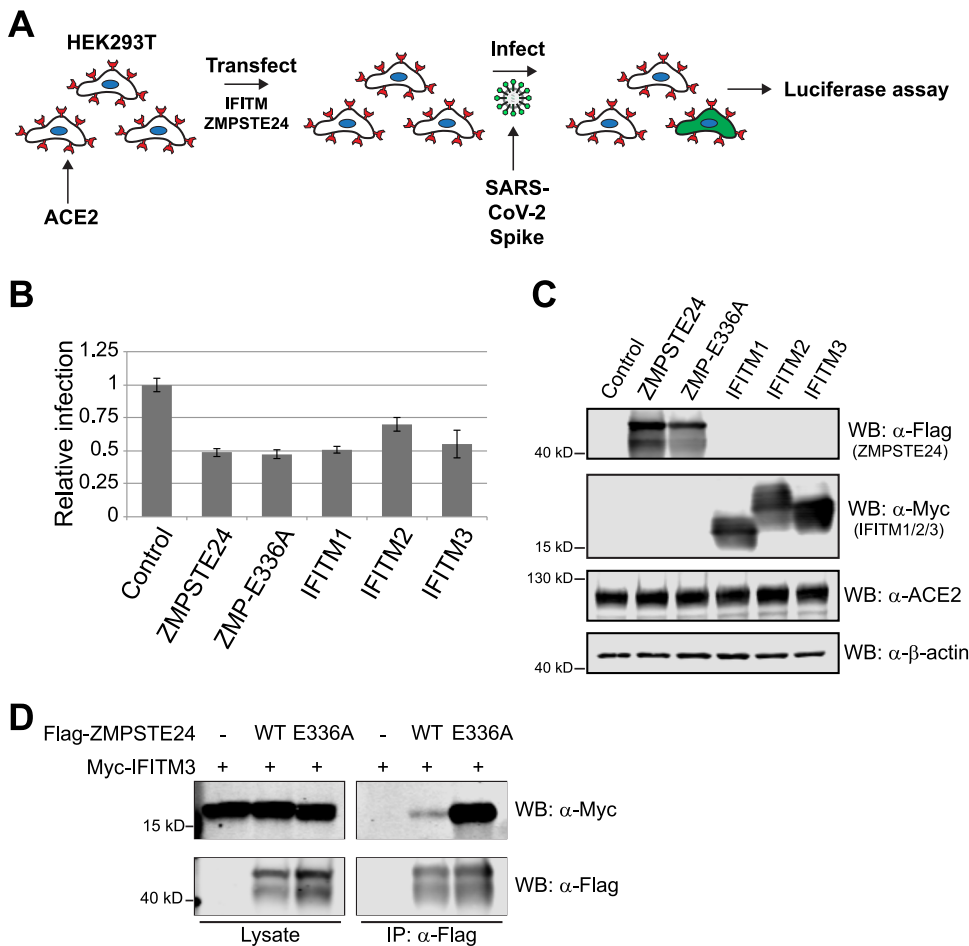 A
HEK293T
Transfect
IFITM
ZMPSTE24
Infect
Luciferase assay
ACE2
SARS-
CoV-2
Spike
B
Relative infection
1.25
1
0.75
0.5
0.25
0
Control
ZMPSTE24
ZMP-E336A
IFITM1
IFITM2
IFITM3
C
Control
ZMPSTE24
ZMP-E336A
IFITM1
IFITM2
IFITM3
40 kD
WB: α-Flag
(ZMPSTE24)
15 kD
WB: α-Myc
(IFITM1/2/3)
130 kD
WB: α-ACE2
40 kD
WB: α-β-actin
D
Flag-ZMPSTE24 - WT E336A - WT E336A
Myc-IFITM3 + + + + + +
15 kD
WB: α-Myc
40 kD
WB: α-Flag
Lysate
IP: α-Flag